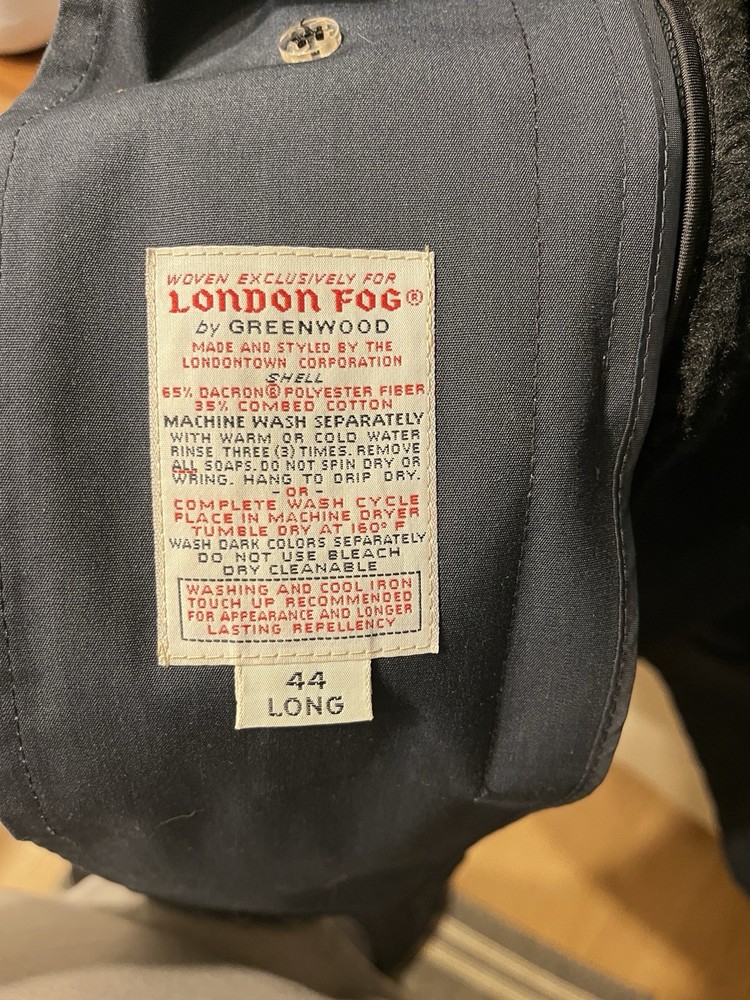 WOVEN EXCLUSIVELY FOR
LONDON FOG®
by GREENWOOD
MADE AND STYLED BY THE
LONDONTOWN CORPORATION
SHELL
65% DACRON® POLYESTER FIBER
35% COMBED COTTON
MACHINE WASH SEPARATELY
WITH WARM OR COLD WATER
RINSE THREE (3) TIMES. REMOVE
ALL SOAPS. DO NOT SPIN DRY OR
WRING. HANG TO DRIP DRY.
- OR -
COMPLETE WASH CYCLE
PLACE IN MACHINE DRYER
TUMBLE DRY AT 160° F
WASH DARK COLORS SEPARATELY
DO NOT USE BLEACH
DRY CLEANABLE
WASHING AND COOL IRON
TOUCH UP RECOMMENDED
FOR APPEARANCE AND LONGER
LASTING REPELLENCY
44
LONG